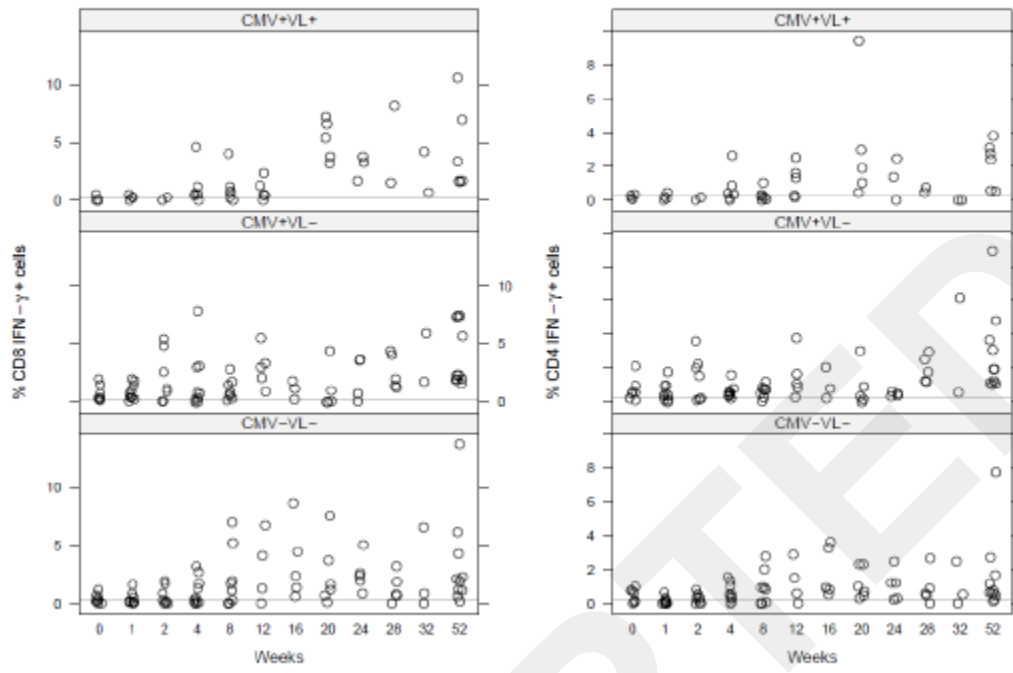 CMV+VL+
10
5
0
CMV+VL−
10
5
0
CMV−VL−
10
5
0
0 1 2 4 8 12 16 20 24 28 32 52
Weeks
% CD8 IFN − γ + cells
CMV+VL+
8
6
4
2
0
CMV+VL−
CMV−VL−
8
6
4
2
0
0 1 2 4 8 12 16 20 24 28 32 52
Weeks
% CD4 IFN − γ + cells
PTED